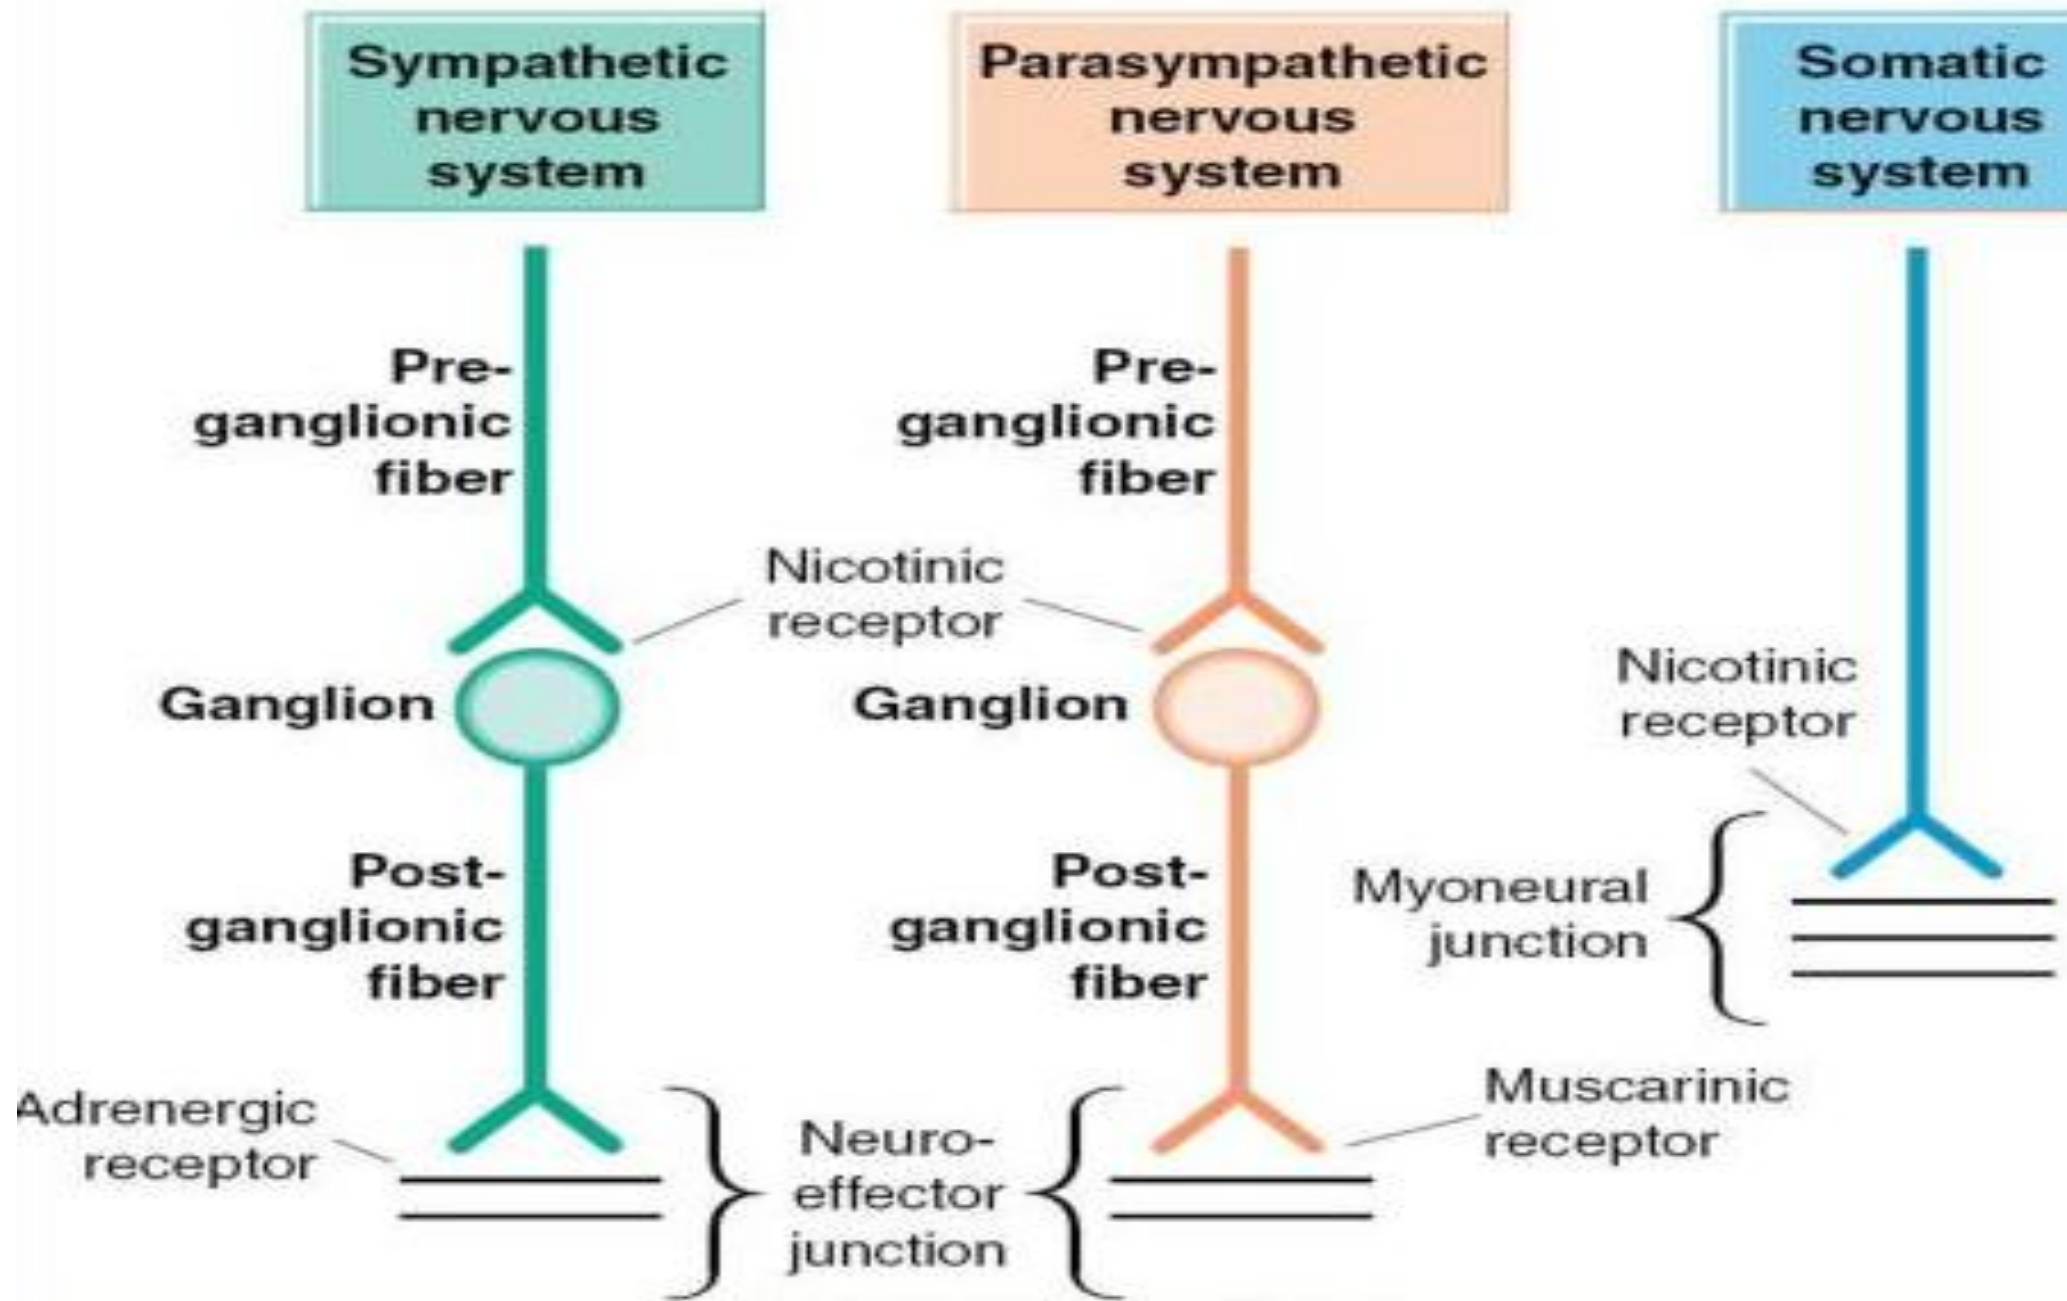 Sympathetic
nervous
system
Parasympathetic
nervous
system
Somatic
nervous
system
Pre-
ganglionic
fiber
Pre-
ganglionic
fiber
Nicotinic
receptor
Ganglion
Ganglion
Nicotinic
receptor
Post-
ganglionic
fiber
Post-
ganglionic
fiber
Myoneural
junction
Adrenergic
receptor
Neuro-
effector
junction
Muscarinic
receptor